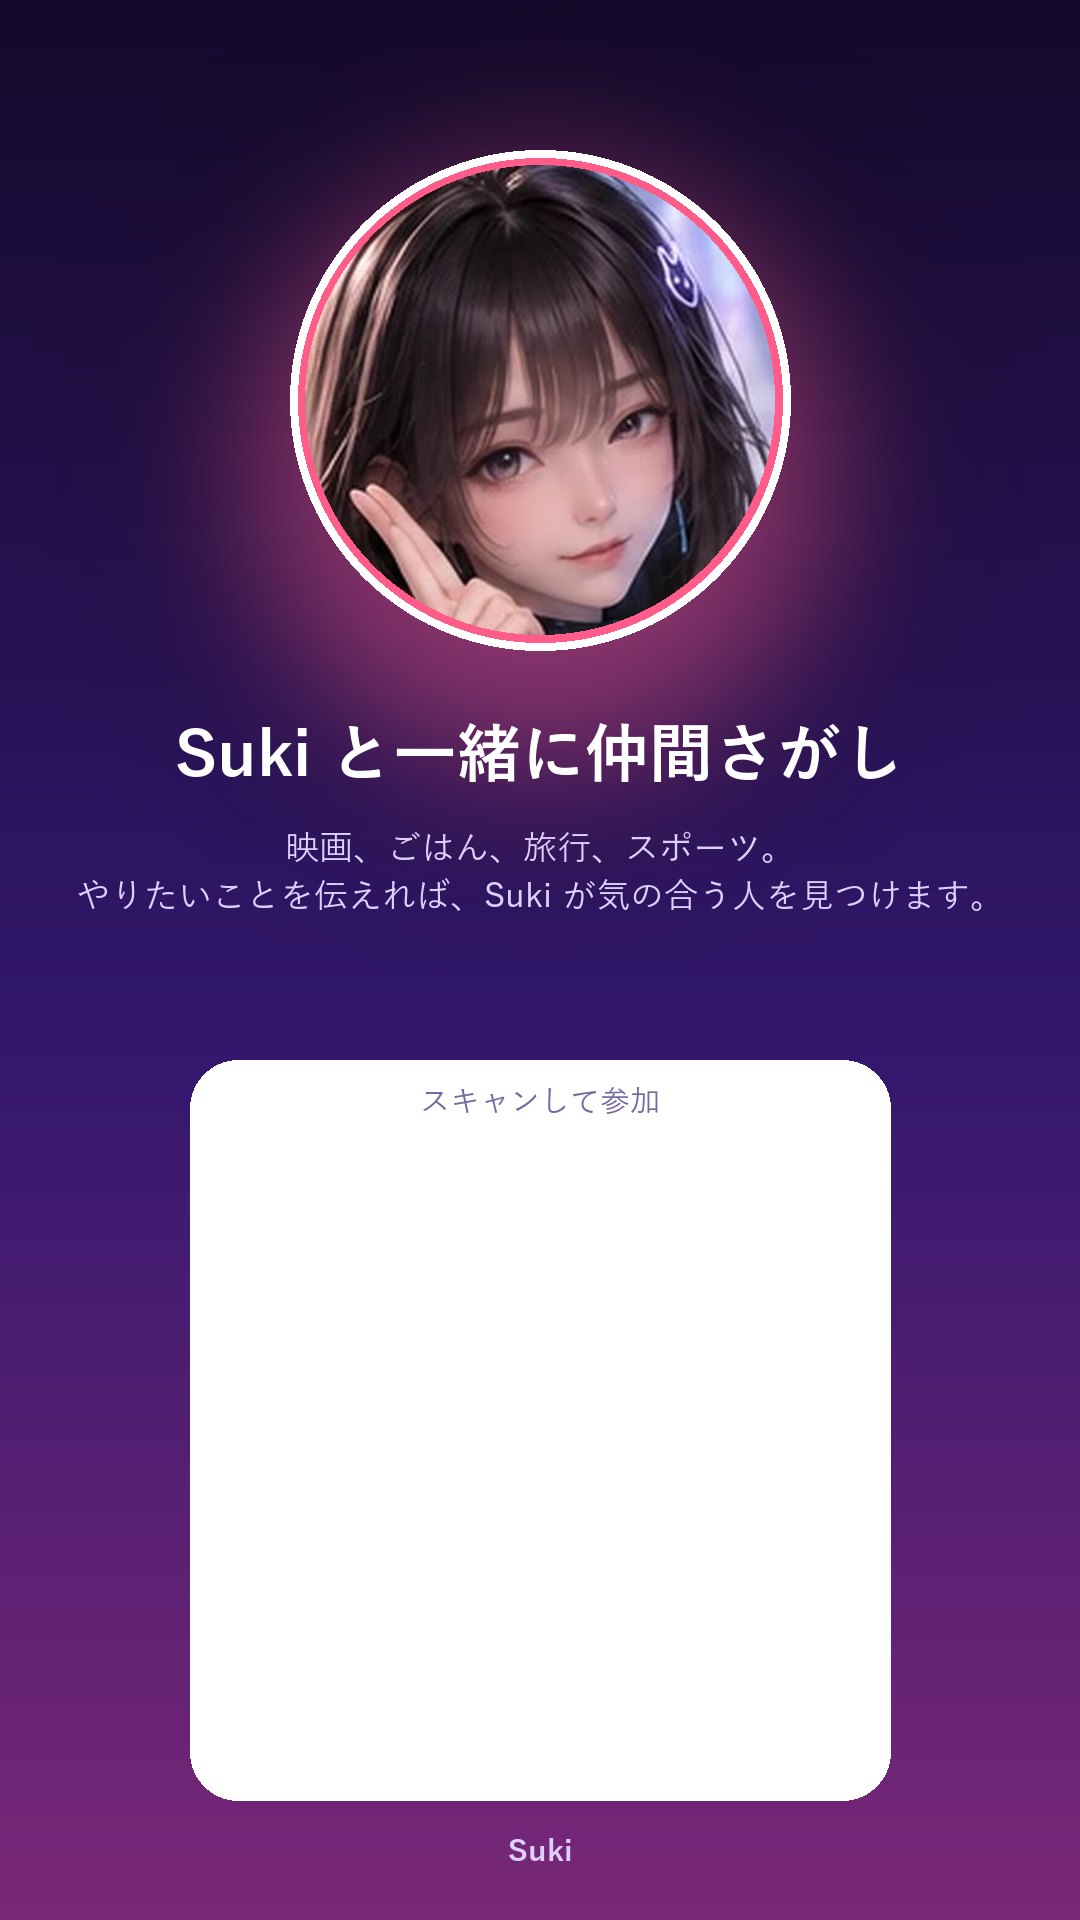 Suki と一緒に仲間さがし
映画、ごはん、旅行、スポーツ。
やりたいことを伝えれば、Suki が気の合う人を見つけます。
スキャンして参加
Suki